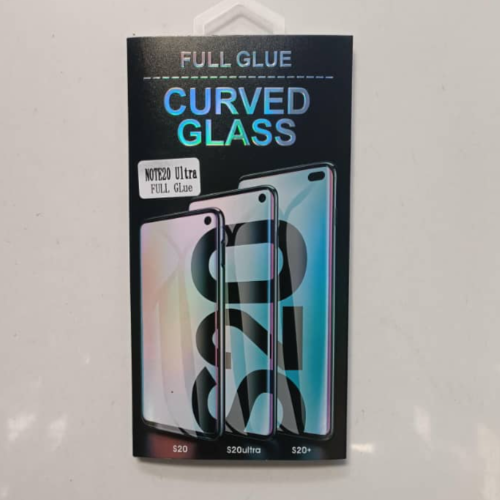 FULL GLUE
CURVED
GLASS
NOTE20 Ultra
FULL GLue
S20
S20 S20ultra S20+